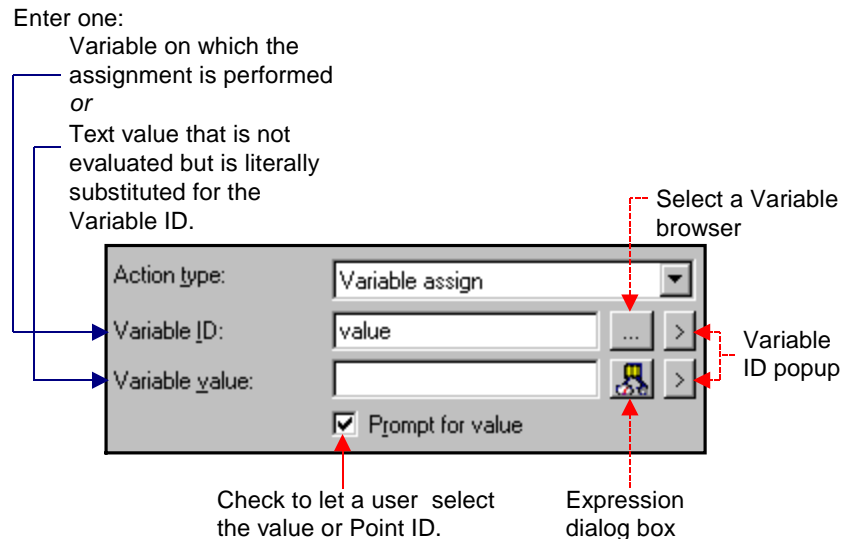 Enter one:
Variable on which the
assignment is performed
or
Text value that is not
evaluated but is literally
substituted for the
Variable ID.
Select a Variable
browser
Action type:
Variable assign
Variable ID:
value
...
>
Variable
ID popup
Variable value:
>
Prompt for value
Check to let a user select
the value or Point ID.
Expression
dialog box